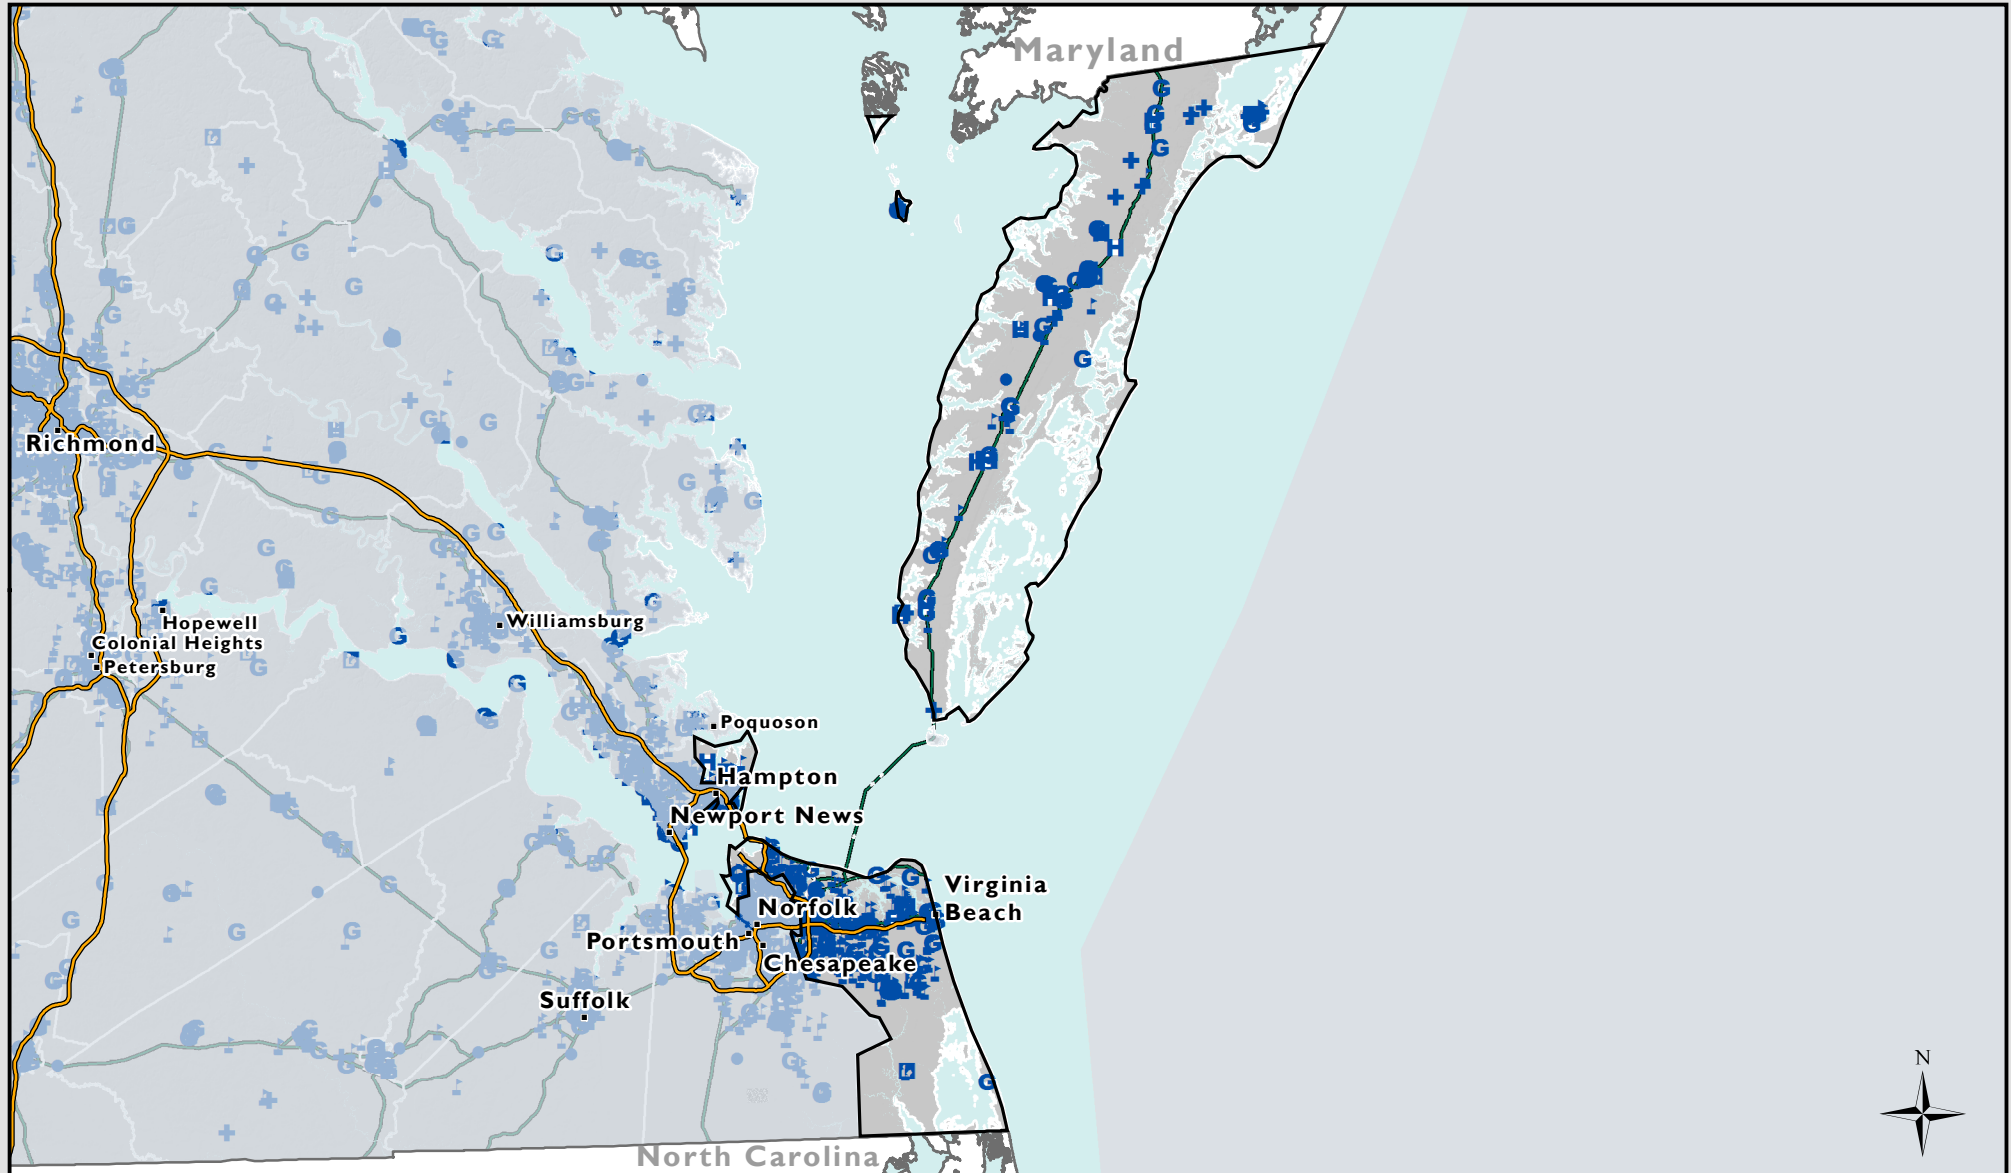 Maryland
Richmond
Hopewell
Colonial Heights
Petersburg
Williamsburg
Poquoson
Hampton
Newport News
Virginia
Beach
Norfolk
Portsmouth
Chesapeake
Suffolk
N
North Carolina